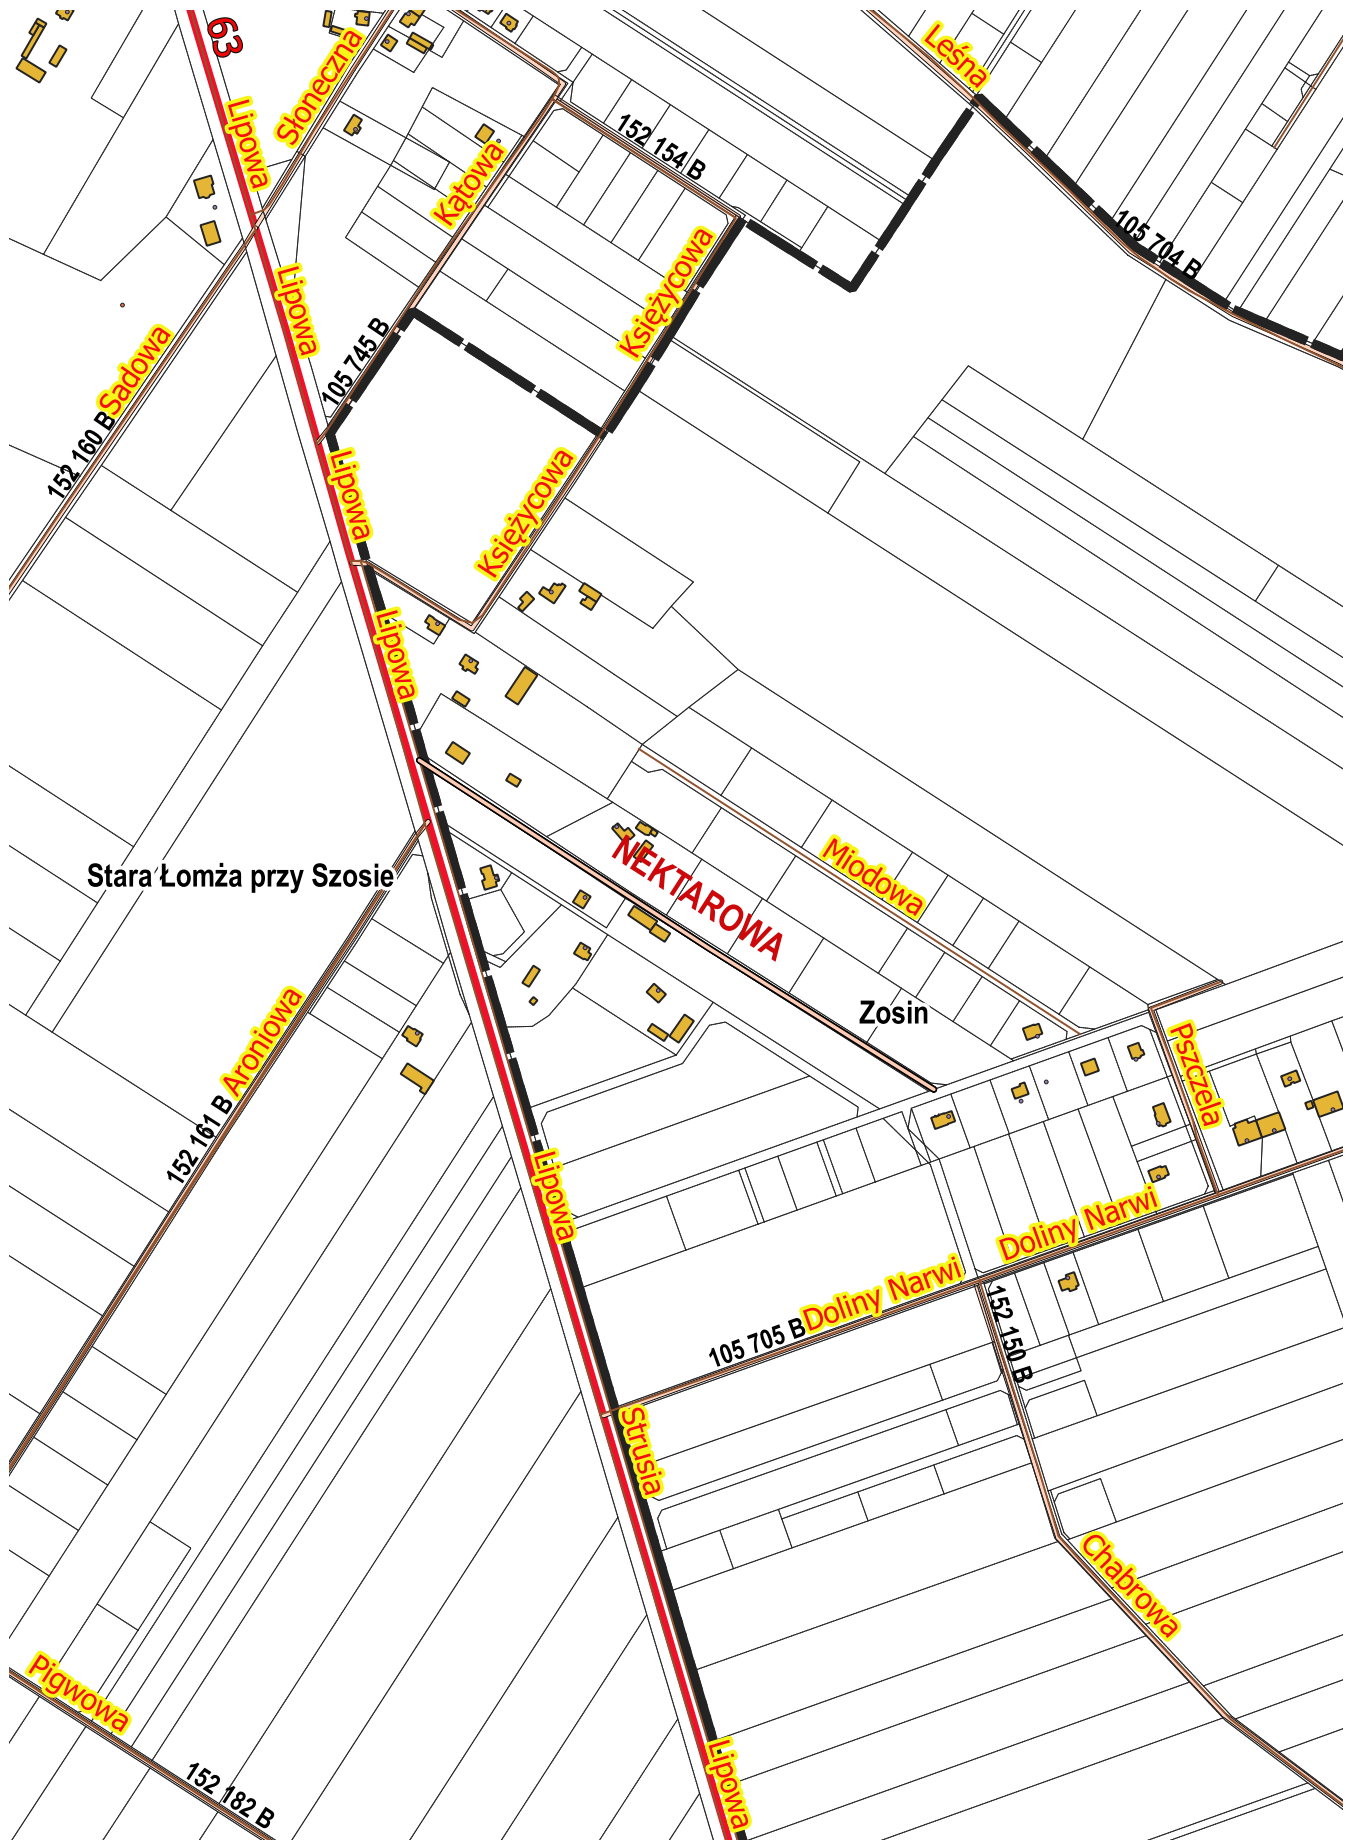 63
Leśna
Słoneczna
Lipowa
152 154 B
Kątowa
105 704 B
Księżycowa
Lipowa
105 745 B
Sadowa
152 160 B
Lipowa
Księżycowa
Lipowa
Stara Łomża przy Szosie
NEKTAROWA
Miodowa
Zosin
Aroniowa
Pszczela
152 161 B
Lipowa
Doliny Narwi
Doliny Narwi
105 705 B
152 150 B
Strusia
Chabrowa
Pigwowa
Lipowa
152 182 B